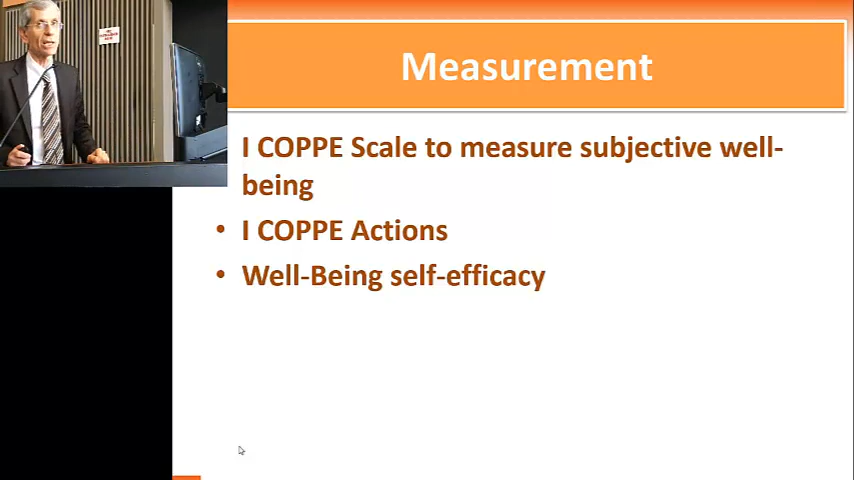 Measurement
I COPPE Scale to measure subjective well-
being
• I COPPE Actions
• Well-Being self-efficacy